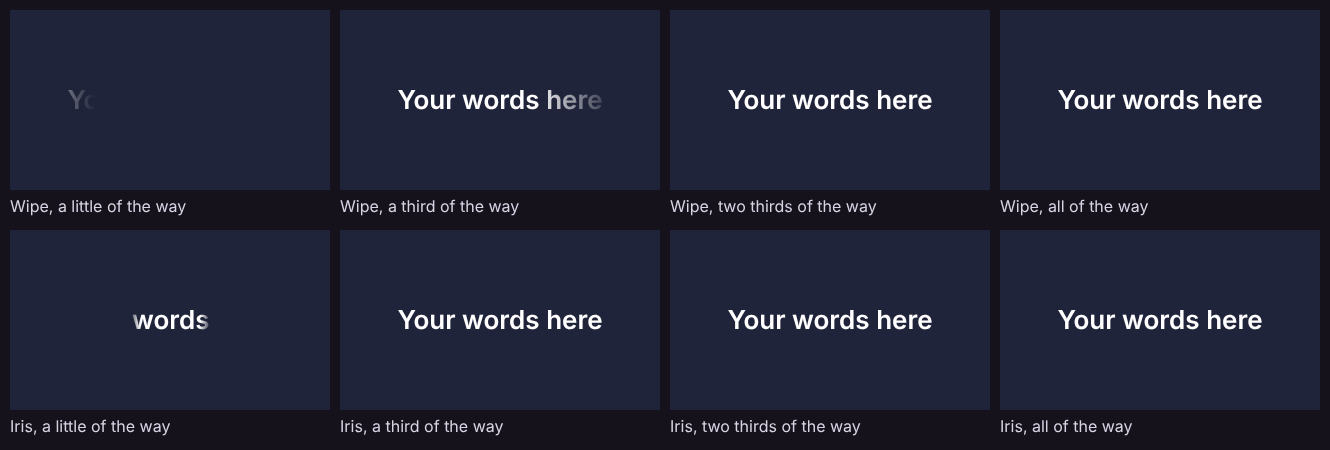 Yo
Your words here
Your words here
Your words here
Wipe, a little of the way
Wipe, a third of the way
Wipe, two thirds of the way
Wipe, all of the way
words
Your words here
Your words here
Your words here
Iris, a little of the way
Iris, a third of the way
Iris, two thirds of the way
Iris, all of the way